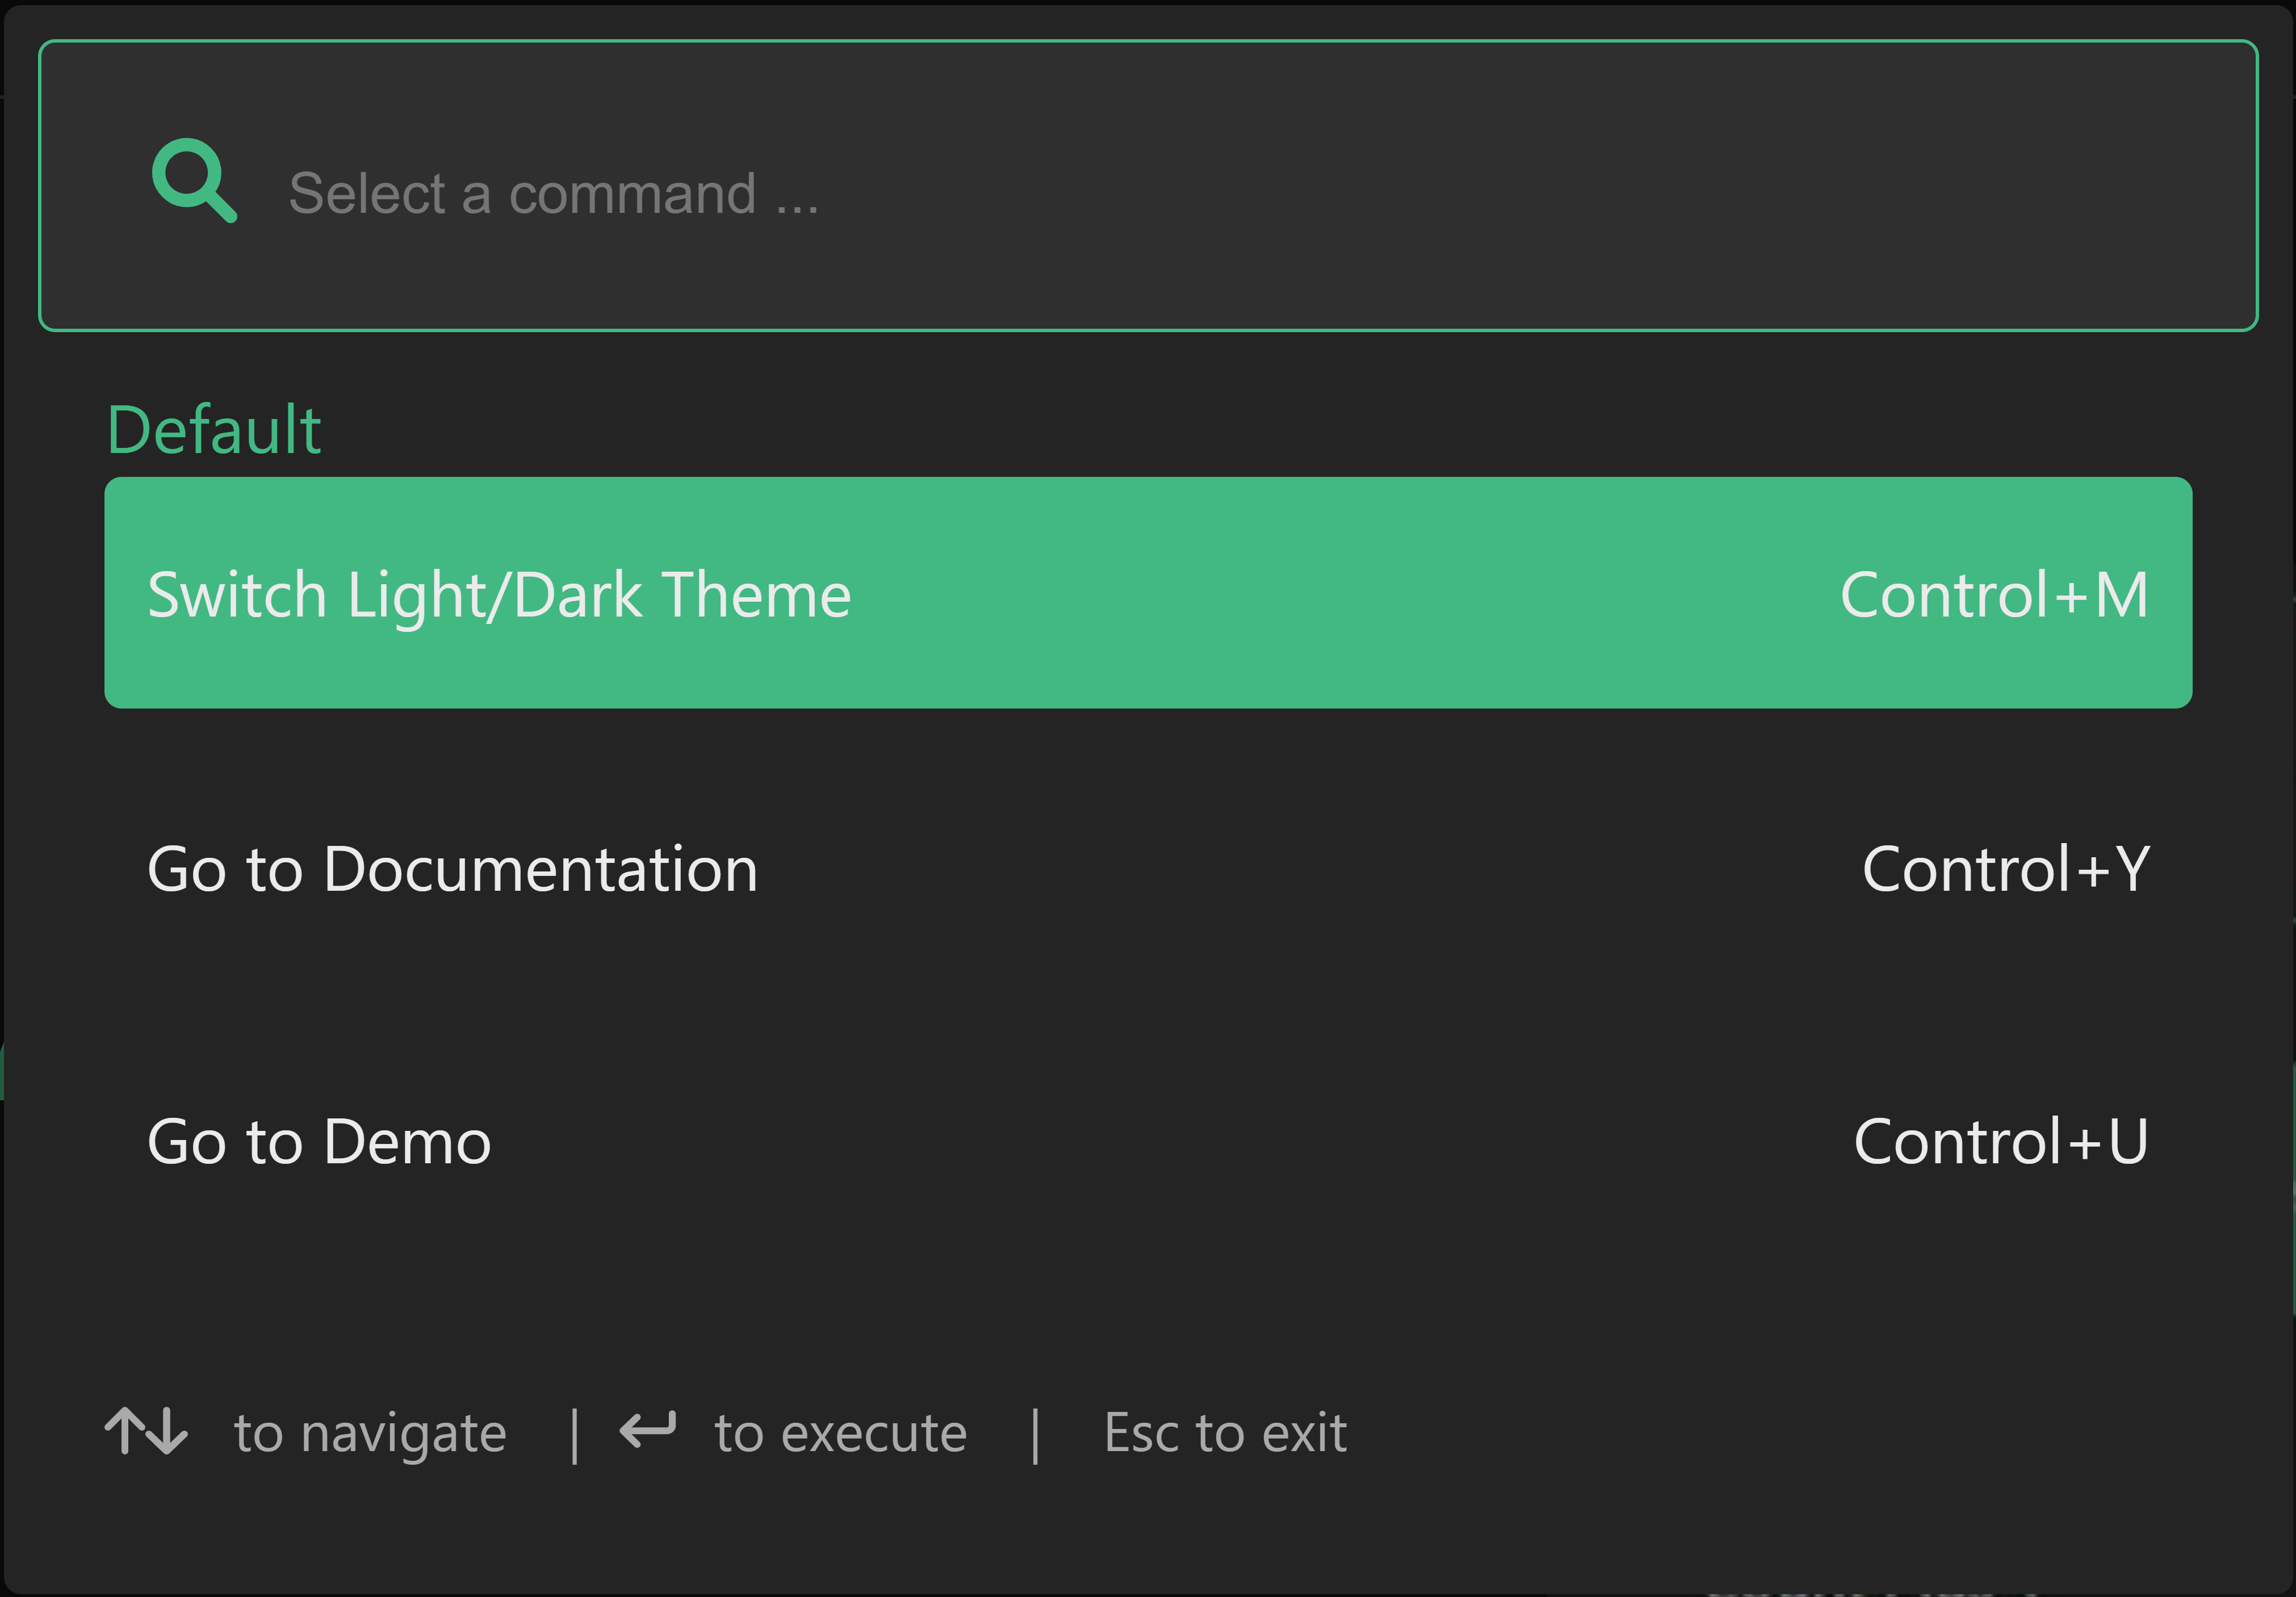 Select a command ...
Default
Switch Light/Dark Theme Control+M
Go to Documentation Control+Y
Go to Demo Control+U
to navigate | to execute | Esc to exit